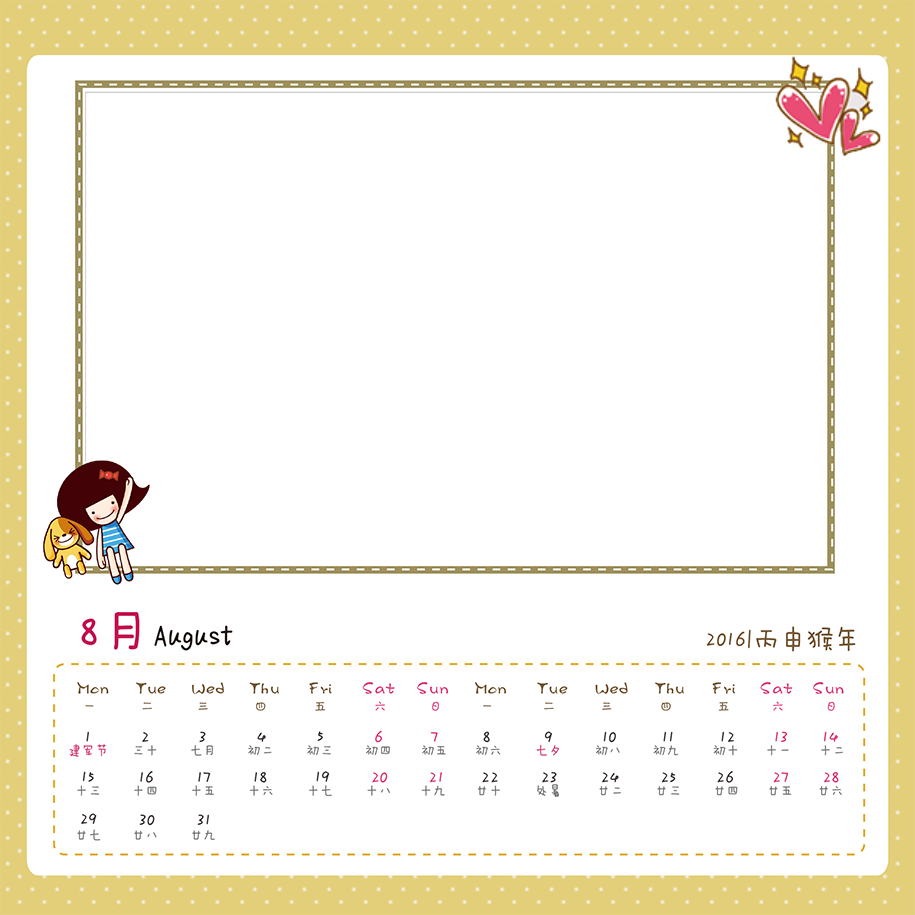 8月 August
2016|丙申猴年
Mon Tue Wed Thu Fri Sat Sun Mon Tue Wed Thu Fri Sat Sun
一 二 三 四 五 六 日 一 二 三 四 五 六 日
1 2 3 4 5 6 7 8 9 10 11 12 13 14
建军节 三十 七月 初二 初三 初四 初五 初六 七夕 初八 初九 初十 十一 十二
15 16 17 18 19 20 21 22 23 24 25 26 27 28
十三 十四 十五 十六 十七 十八 十九 廿十 处暑 廿二 廿三 廿四 廿五 廿六
29 30 31
廿七 廿八 廿九